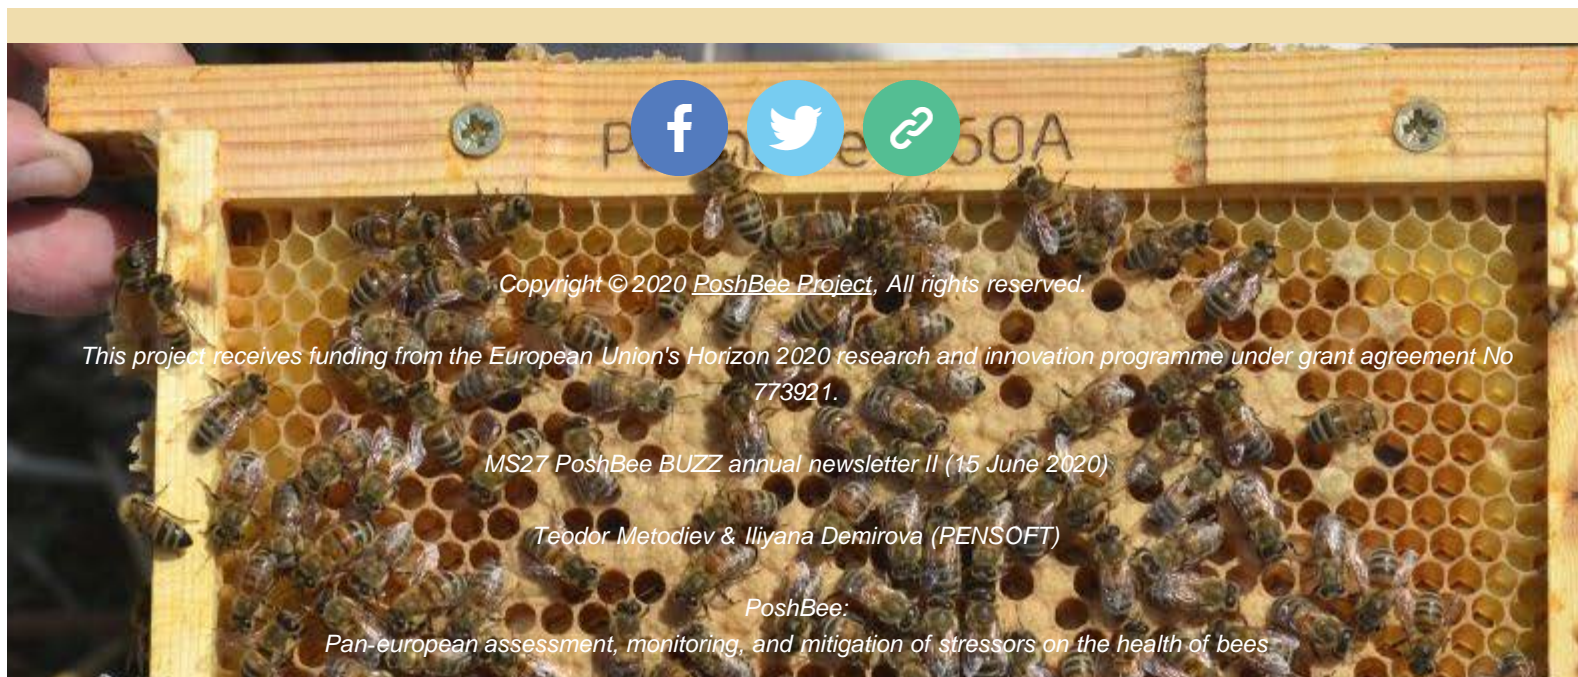 60A
Copyright © 2020 PoshBee Project, All rights reserved.
This project receives funding from the European Union's Horizon 2020 research and innovation programme under grant agreement No
773921.
MS27 PoshBee BUZZ annual newsletter II (15 June 2020)
Teodor Metodiev & Iliyana Demirova (PENSOFT)
PoshBee:
Pan-european assessment, monitoring, and mitigation of stressors on the health of bees